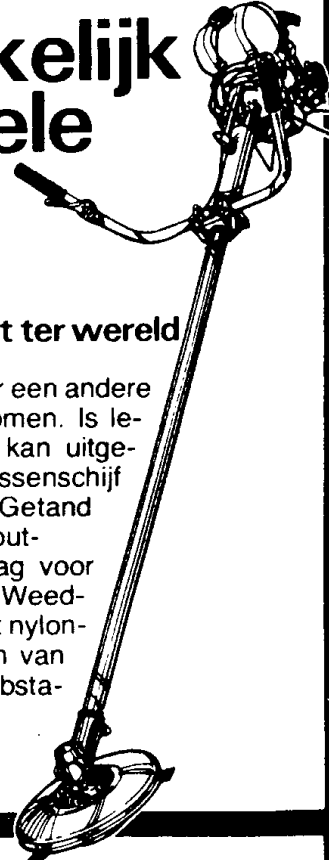 kelijk
ele
t ter wereld
r een andere
omen. Is le-
kan uitge-
ssenschijf
Getand
out-
ag voor
Weed-
t nylon-
n van
bsta-